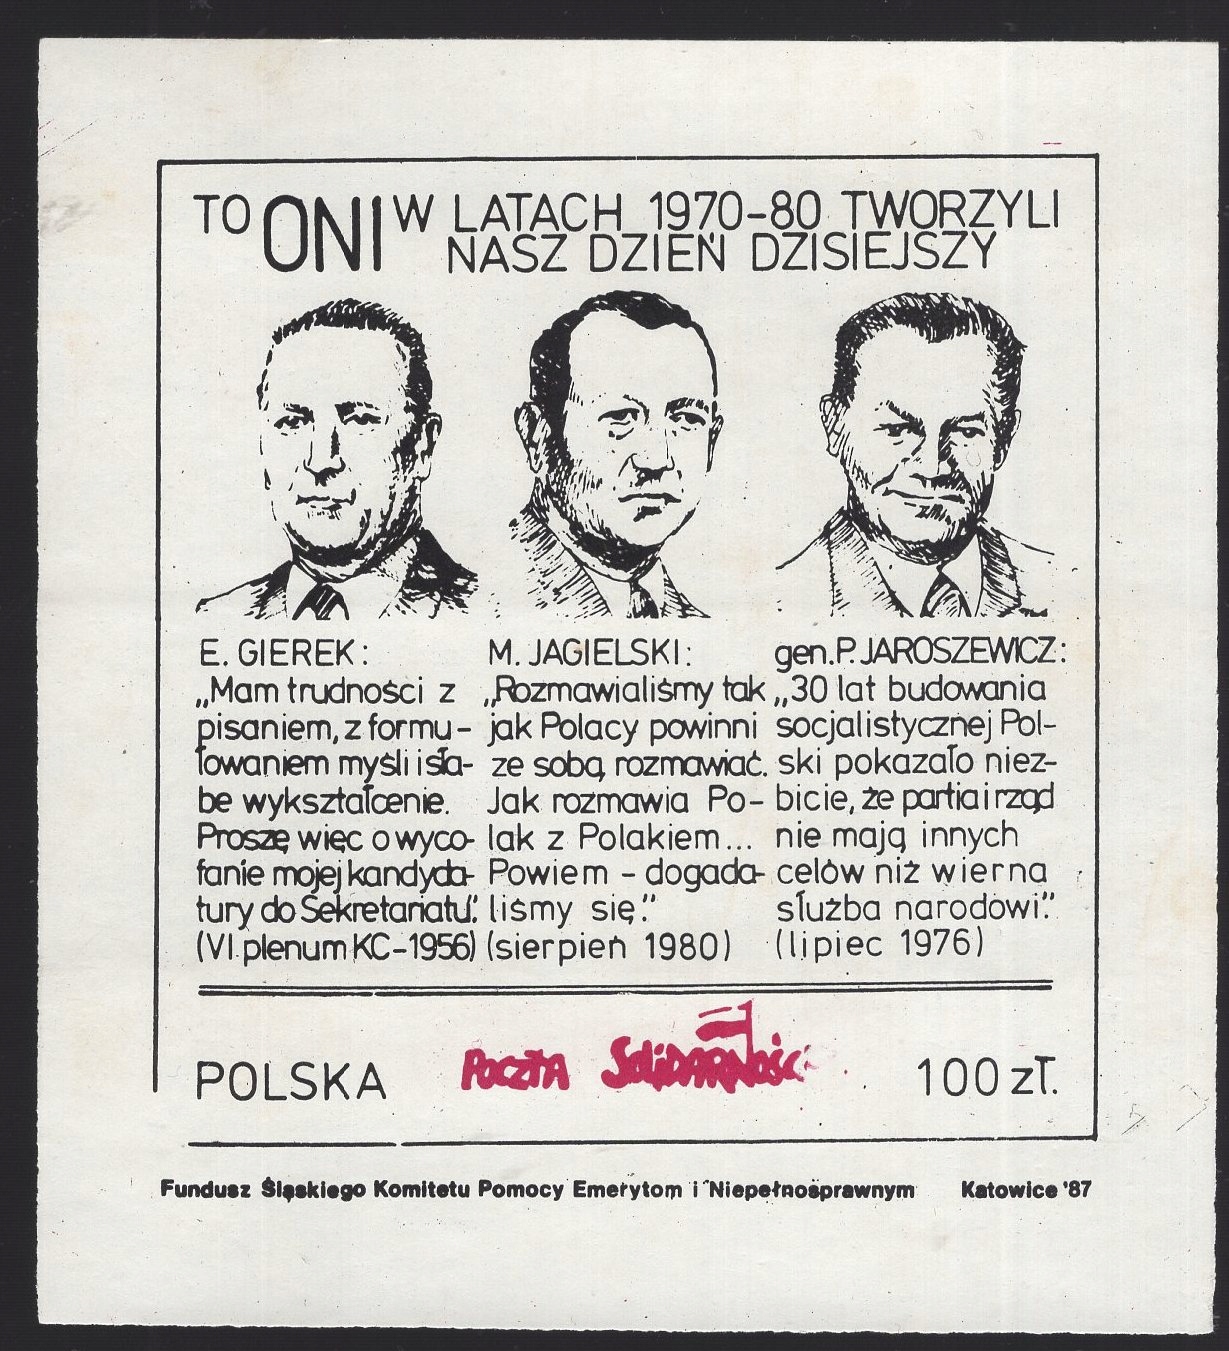 TO ONI W LATACH 1970-80 TWORZYLI
NASZ DZIEŃ DZISIEJSZY
E. GIEREK:
„Mam trudności z
pisaniem, z formu-
łowaniem myśli i sła-
be wykształcenie.
Proszę więc o wyco-
fanie mojej kandyda-
tury do Sekretariatu".
(VI plenum KC-1956)
M. JAGIELSKI:
„Rozmawialiśmy tak
jak Polacy powinni
ze sobą rozmawiać.
Jak rozmawia Po-
lak z Polakiem...
Powiem - dogada-
liśmy się."
(sierpień 1980)
gen. P. JAROSZEWICZ:
„30 lat budowania
socjalistycznej Pol-
ski pokazało niez-
bicie, że partia i rząd
nie mają innych
celów niż wierna
służba narodowi".
(lipiec 1976)
POLSKA
POCZTA SOLIDARNOŚĆ
100 zł.
Fundusz Śląskiego Komitetu Pomocy Emerytom i Niepełnosprawnym Katowice '87